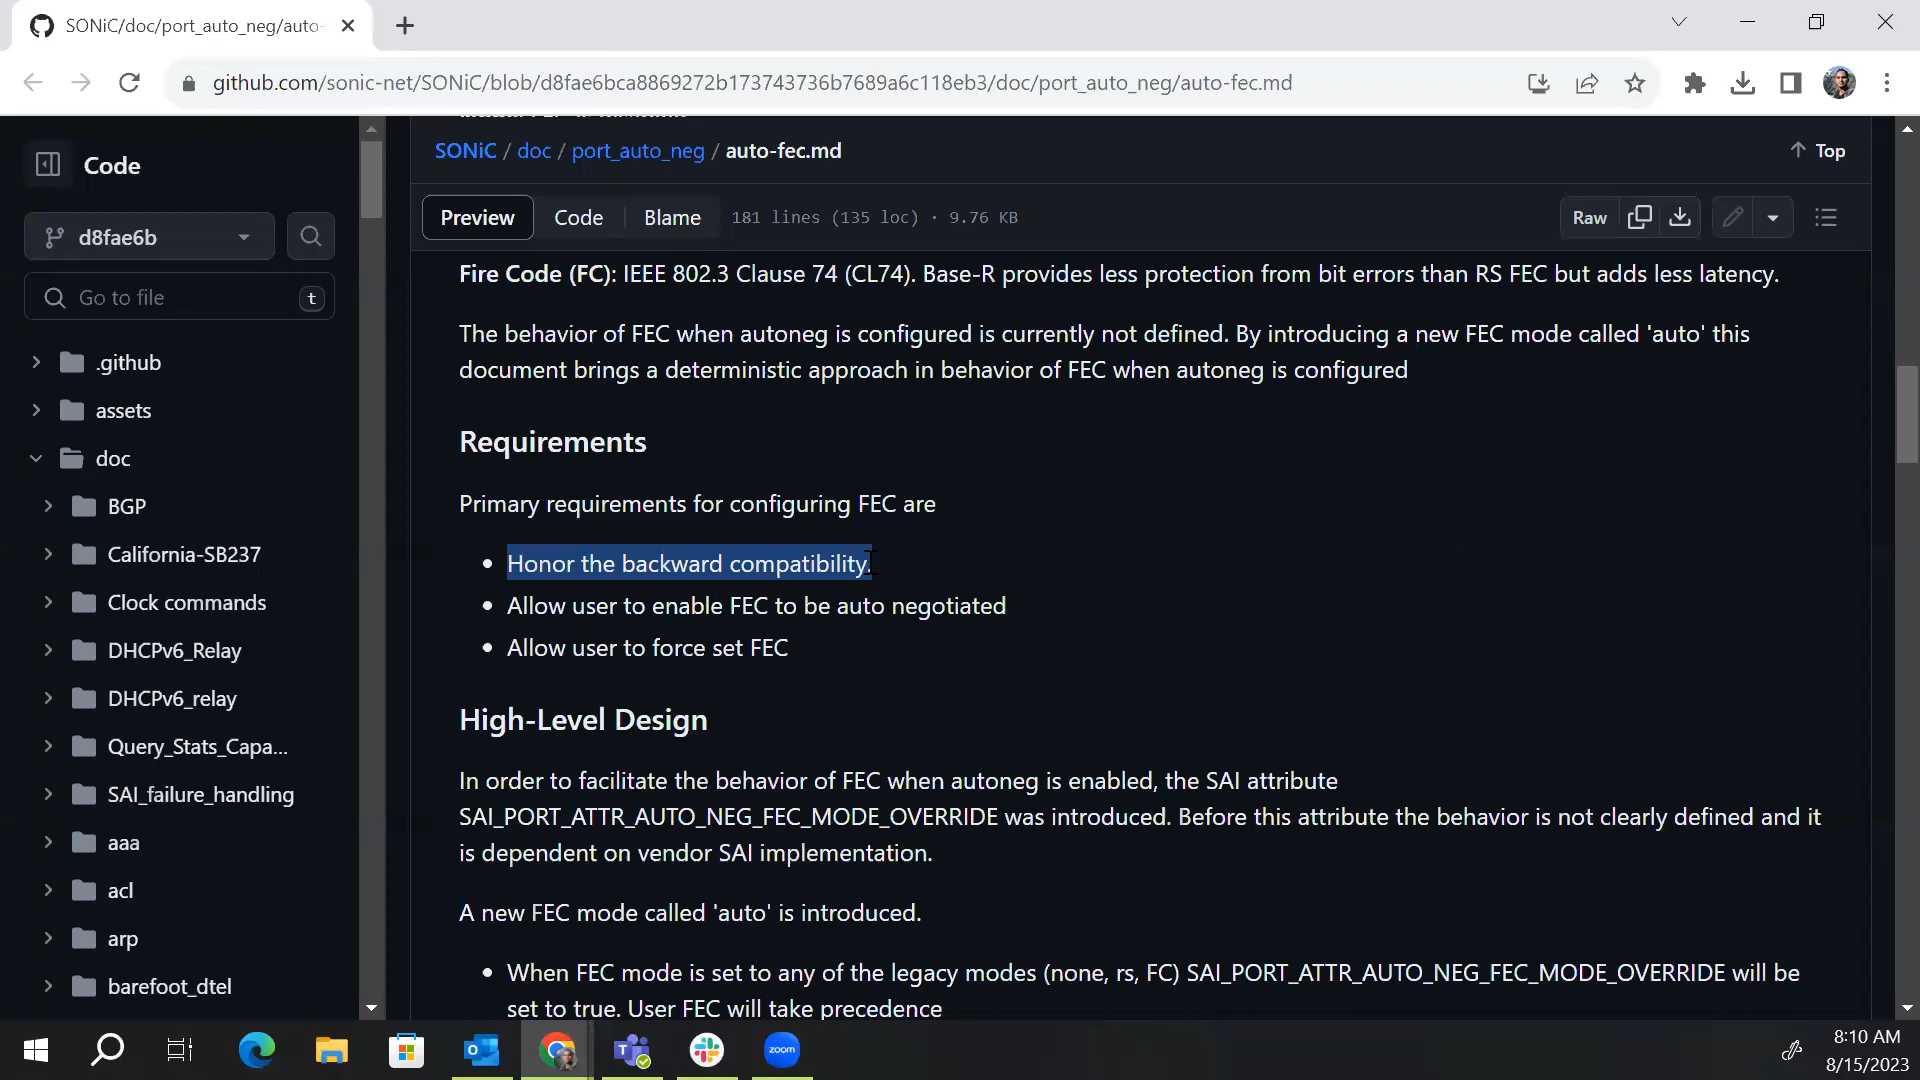 SONiC/doc/port_auto_neg/auto-
github.com/sonic-net/SONiC/blob/d8fae6bca8869272b173743736b7689a6c118eb3/doc/port_auto_neg/auto-fec.md
Code
d8fae6b
Go to file
t
.github
assets
doc
BGP
California-SB237
Clock commands
DHCPv6_Relay
DHCPv6_relay
Query_Stats_Capa...
SAI_failure_handling
aaa
acl
arp
barefoot_dtel
SONiC / doc / port_auto_neg / auto-fec.md
Top
Preview
Code
Blame
181 lines (135 loc) · 9.76 KB
Raw
Fire Code (FC): IEEE 802.3 Clause 74 (CL74). Base-R provides less protection from bit errors than RS FEC but adds less latency.
The behavior of FEC when autoneg is configured is currently not defined. By introducing a new FEC mode called 'auto' this
document brings a deterministic approach in behavior of FEC when autoneg is configured
Requirements
Primary requirements for configuring FEC are
• Honor the backward compatibility.
• Allow user to enable FEC to be auto negotiated
• Allow user to force set FEC
High-Level Design
In order to facilitate the behavior of FEC when autoneg is enabled, the SAI attribute
SAI_PORT_ATTR_AUTO_NEG_FEC_MODE_OVERRIDE was introduced. Before this attribute the behavior is not clearly defined and it
is dependent on vendor SAI implementation.
A new FEC mode called 'auto' is introduced.
• When FEC mode is set to any of the legacy modes (none, rs, FC) SAI_PORT_ATTR_AUTO_NEG_FEC_MODE_OVERRIDE will be
set to true. User FEC will take precedence
zoom
8:10 AM
8/15/2023